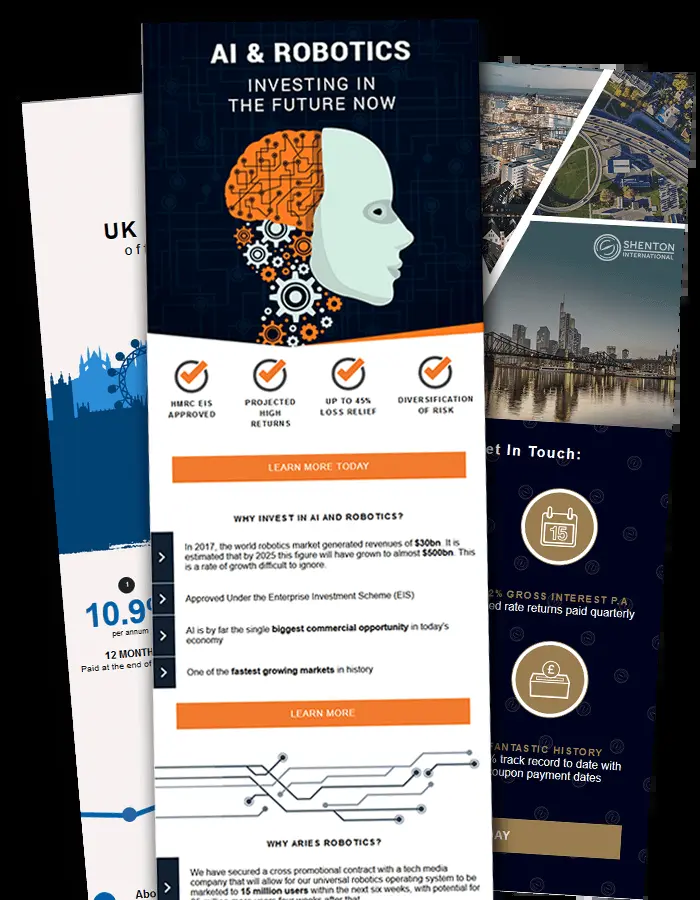 AI & ROBOTICS
INVESTING IN
THE FUTURE NOW
HMRC EIS
APPROVED
PROJECTED
HIGH
RETURNS
UP TO 45%
LOSS RELIEF
DIVERSIFICATION
OF RISK
LEARN MORE TODAY
WHY INVEST IN AI AND ROBOTICS?
In 2017, the world robotics market generated revenues of $30bn. It is
estimated that by 2025 this figure will have grown to almost $500bn. This
is a rate of growth difficult to ignore.
Approved Under the Enterprise Investment Scheme (EIS)
AI is by far the single biggest commercial opportunity in today's
economy
One of the fastest growing markets in history
LEARN MORE
WHY ARIES ROBOTICS?
We have secured a cross promotional contract with a tech media
company that will allow for our universal robotics operating system to be
marketed to 15 million users within the next six weeks, with potential for
UK
1
10.9
per annum
12 MONTH
Paid at the end of
SHENTON
INTERNATIONAL
In Touch:
15
2% GROSS INTEREST P.A
rate returns paid quarterly
£
FANTASTIC HISTORY
% track record to date with
coupon payment dates